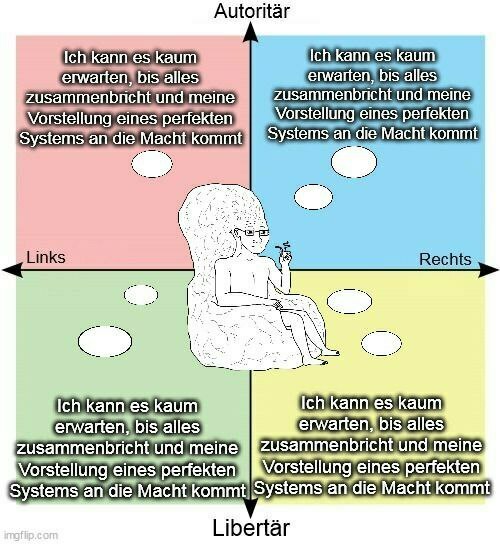 Autoritär
Ich kann es kaum
erwarten, bis alles
zusammenbricht und meine
Vorstellung eines perfekten
Systems an die Macht kommt
Ich kann es kaum
erwarten, bis alles
zusammenbricht und meine
Vorstellung eines perfekten
Systems an die Macht kommt
Links
Rechts
Ich kann es kaum
erwarten, bis alles
zusammenbricht und meine
Vorstellung eines perfekten
Systems an die Macht kommt
Ich kann es kaum
erwarten, bis alles
zusammenbricht und meine
Vorstellung eines perfekten
Systems an die Macht kommt
Libertär
imgflip.com